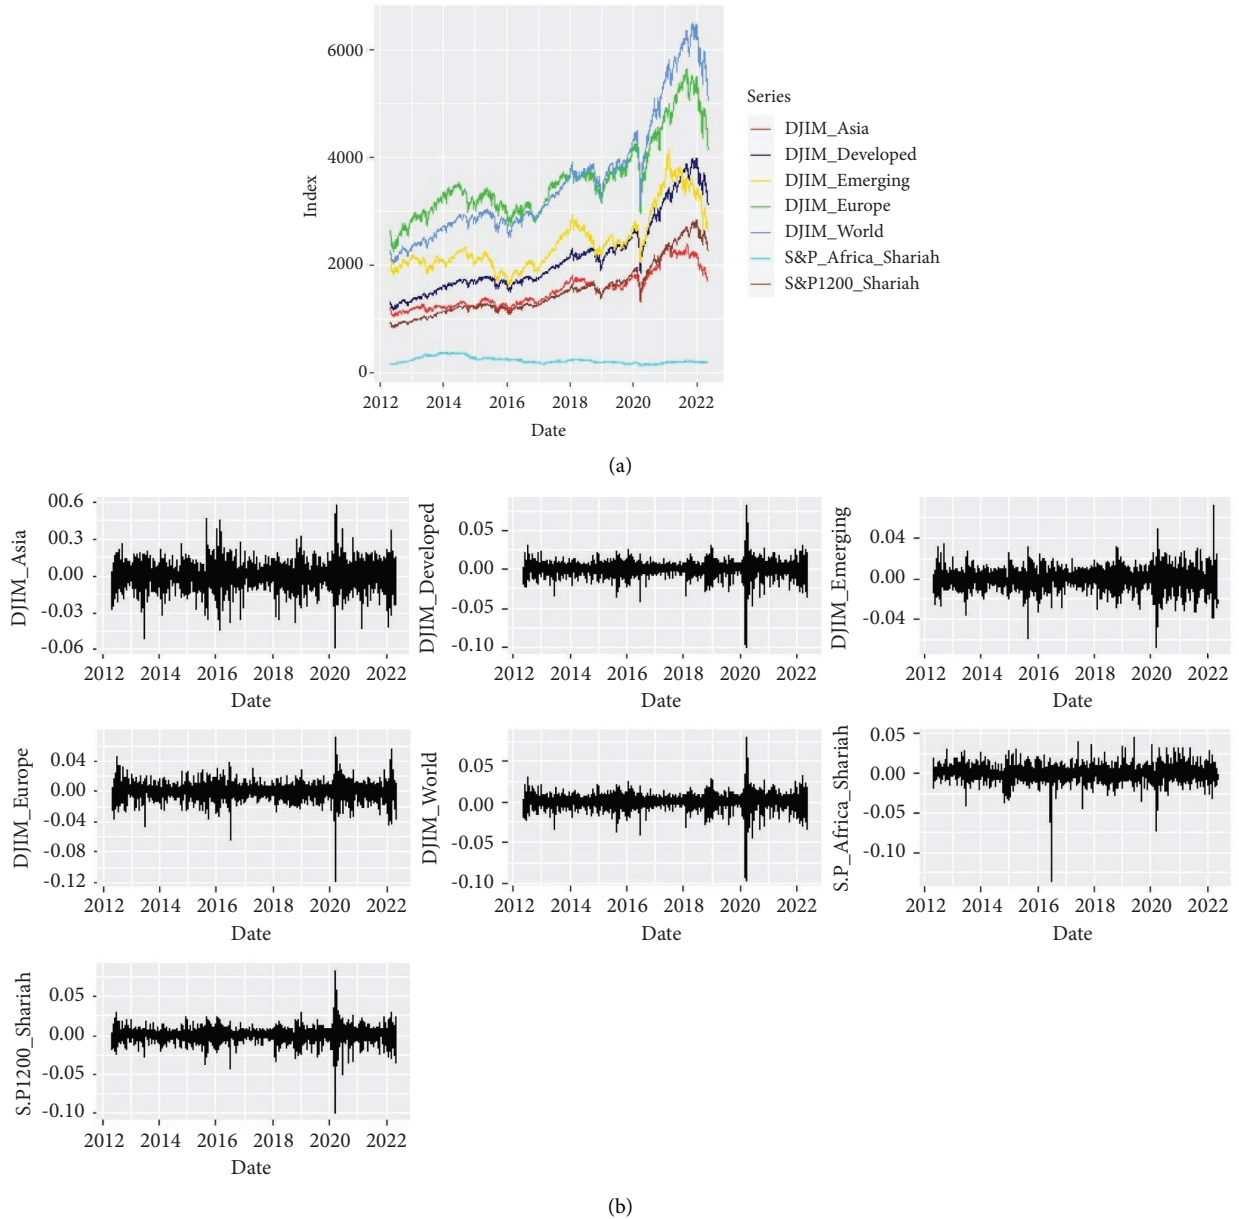 6000
4000
2000
0
Index
2012 2014 2016 2018 2020 2022
Date
Series
DJIM_Asia
DJIM_Developed
DJIM_Emerging
DJIM_Europe
DJIM_World
S&P_Africa_Shariah
S&P1200_Shariah
(a)
DJIM_Asia
00.6
00.3
0.00
-0.03
-0.06
2012 2014 2016 2018 2020 2022
Date
DJIM_Developed
0.05
0.00
-0.05
-0.10
2012 2014 2016 2018 2020 2022
Date
DJIM_Emerging
0.04
0.00
-0.04
2012 2014 2016 2018 2020 2022
Date
DJIM_Europe
0.04
0.00
-0.04
-0.08
-0.12
2012 2014 2016 2018 2020 2022
Date
DJIM_World
0.05
0.00
-0.05
-0.10
2012 2014 2016 2018 2020 2022
Date
S.P_Africa_Shariah
0.05
0.00
-0.05
-0.10
2012 2014 2016 2018 2020 2022
Date
S.P1200_Shariah
0.05
0.00
-0.05
-0.10
2012 2014 2016 2018 2020 2022
Date
(b)